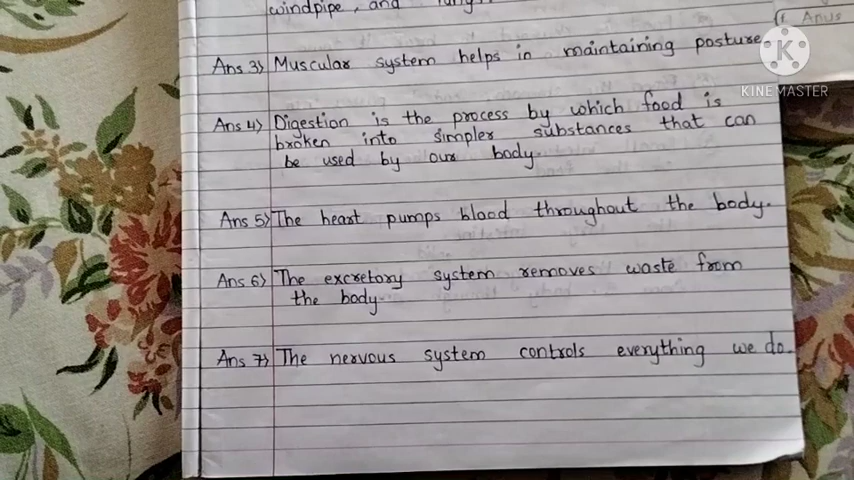 windpipe, and lungs
f. Anus
Ans 3) Muscular system helps in maintaining posture
KINEMASTER
Ans 4) Digestion is the process by which food is
broken into simpler substances that can
be used by our body.
Ans 5) The heart pumps blood throughout the body.
Ans 6) The excretory system removes waste from
the body
Ans 7) The nervous system controls everything we do.